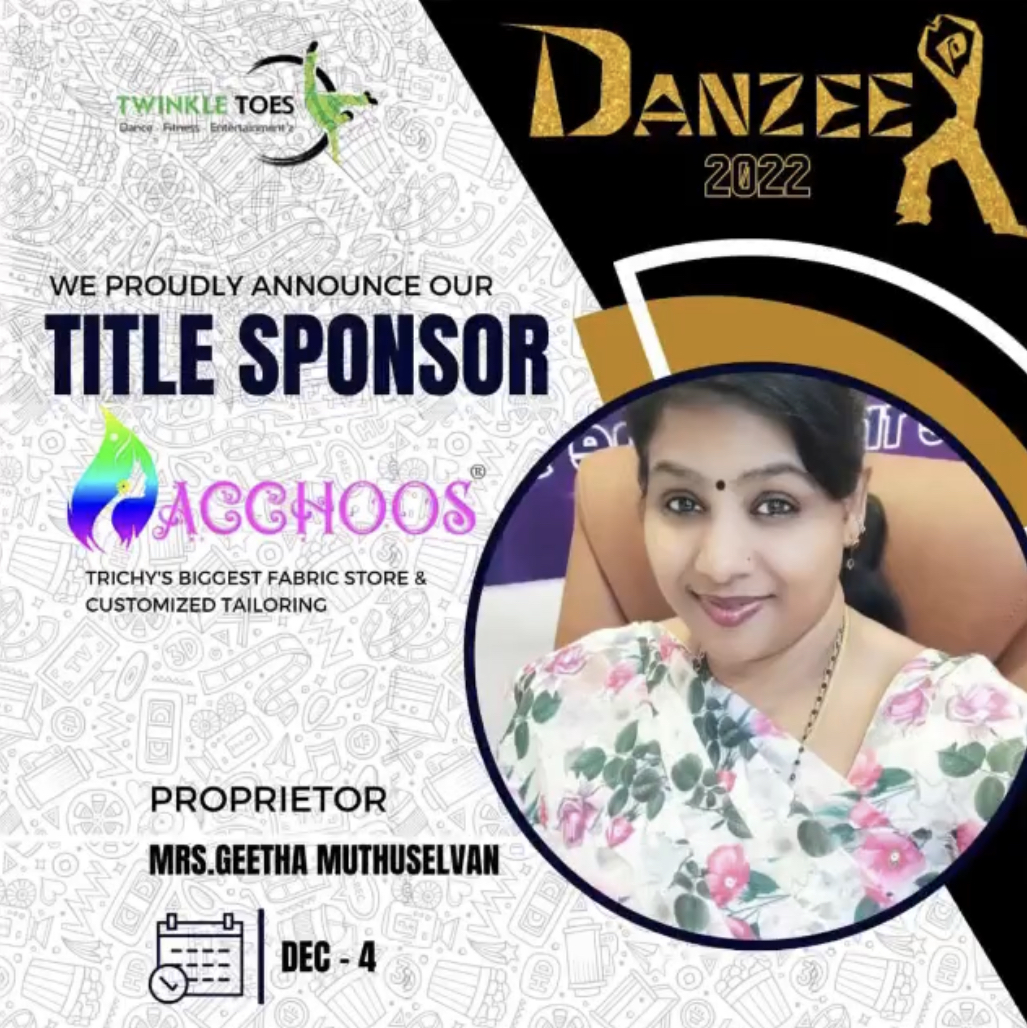 TWINKLE TOES
Dance Fitness Entertainment'z
DANZEE
2022
WE PROUDLY ANNOUNCE OUR
TITLE SPONSOR
ACCHOOS®
TRICHY'S BIGGEST FABRIC STORE &
CUSTOMIZED TAILORING
PROPRIETOR
MRS.GEETHA MUTHUSELVAN
DEC - 4